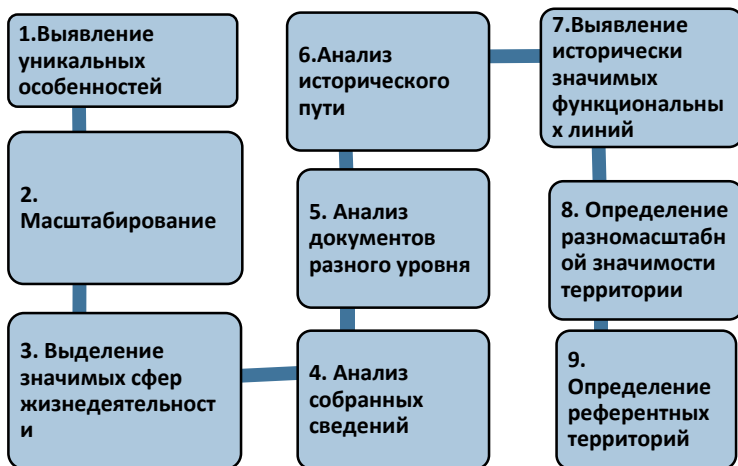 1.Выявление
уникальных
особенностей
2.
Масштабирование
3. Выделение
значимых сфер
жизнедеятельност
и
4. Анализ
собранных
сведений
5. Анализ
документов
разного уровня
6.Анализ
исторического
пути
7.Выявление
исторически
значимых
функциональны
х линий
8. Определение
разномасштабн
ой значимости
территории
9.
Определение
референтных
территорий